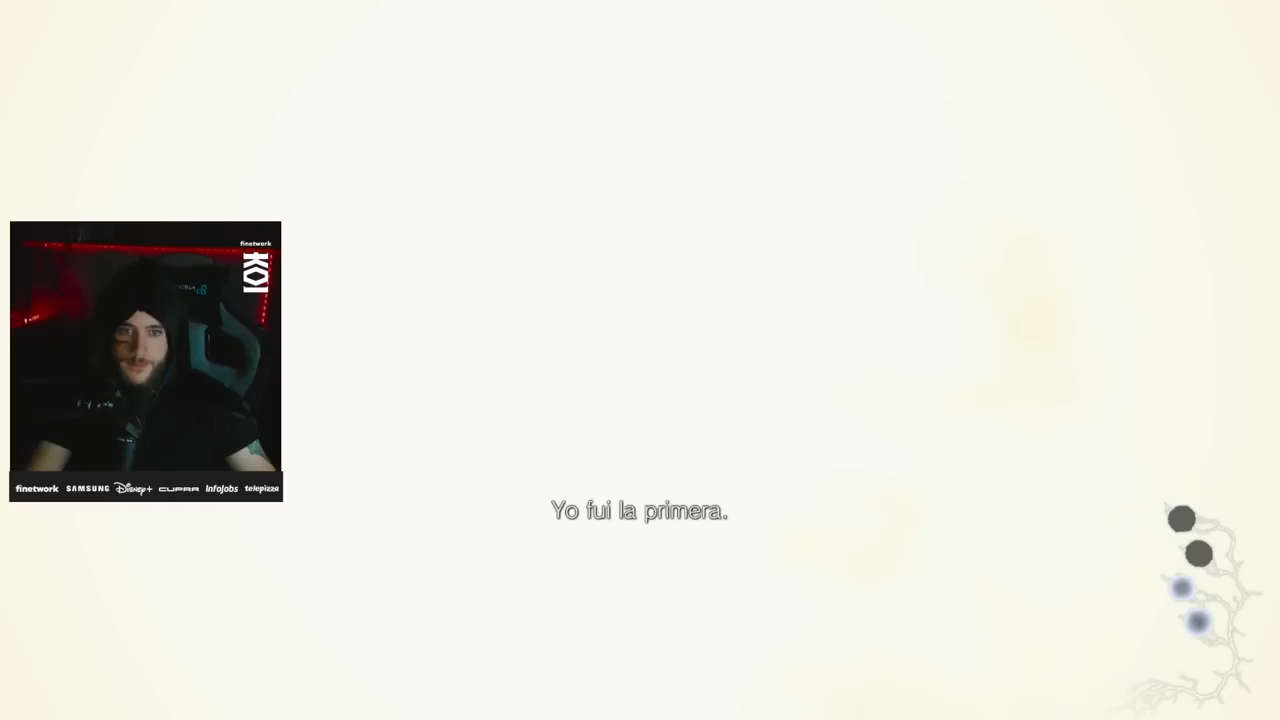 finetwork
KOI
finetwork SAMSUNG Disney+ CUPRA InfoJobs telepizza
Yo fui la primera.